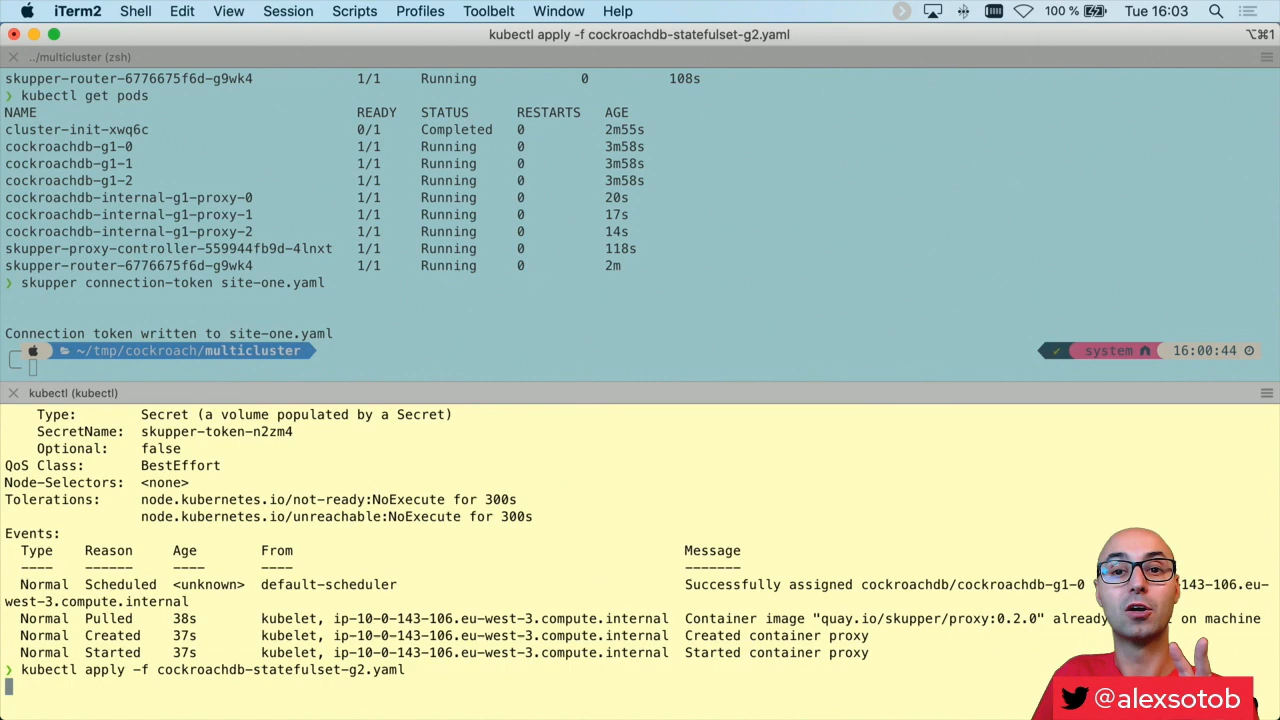 iTerm2 Shell Edit View Session Scripts Profiles Toolbelt Window Help 100 % Tue 16:03
kubectl apply -f cockroachdb-statefulset-g2.yaml ⌥⌘1
../multicluster (zsh)
skupper-router-6776675f6d-g9wk4 1/1 Running 0 108s
❯ kubectl get pods
NAME READY STATUS RESTARTS AGE
cluster-init-xwq6c 0/1 Completed 0 2m55s
cockroachdb-g1-0 1/1 Running 0 3m58s
cockroachdb-g1-1 1/1 Running 0 3m58s
cockroachdb-g1-2 1/1 Running 0 3m58s
cockroachdb-internal-g1-proxy-0 1/1 Running 0 20s
cockroachdb-internal-g1-proxy-1 1/1 Running 0 17s
cockroachdb-internal-g1-proxy-2 1/1 Running 0 14s
skupper-proxy-controller-559944fb9d-4lnxt 1/1 Running 0 118s
skupper-router-6776675f6d-g9wk4 1/1 Running 0 2m
❯ skupper connection-token site-one.yaml
Connection token written to site-one.yaml
~/tmp/cockroach/multicluster ✓ system 16:00:44
kubectl (kubectl)
Type: Secret (a volume populated by a Secret)
SecretName: skupper-token-n2zm4
Optional: false
QoS Class: BestEffort
Node-Selectors: <none>
Tolerations: node.kubernetes.io/not-ready:NoExecute for 300s
node.kubernetes.io/unreachable:NoExecute for 300s
Events:
Type Reason Age From Message
---- ------ ---- ---- -------
Normal Scheduled <unknown> default-scheduler Successfully assigned cockroachdb/cockroachdb-g1-0 143-106.eu-
west-3.compute.internal
Normal Pulled 38s kubelet, ip-10-0-143-106.eu-west-3.compute.internal Container image "quay.io/skupper/proxy:0.2.0" on machine
Normal Created 37s kubelet, ip-10-0-143-106.eu-west-3.compute.internal Created container proxy
Normal Started 37s kubelet, ip-10-0-143-106.eu-west-3.compute.internal Started container proxy
❯ kubectl apply -f cockroachdb-statefulset-g2.yaml
@alexsotob